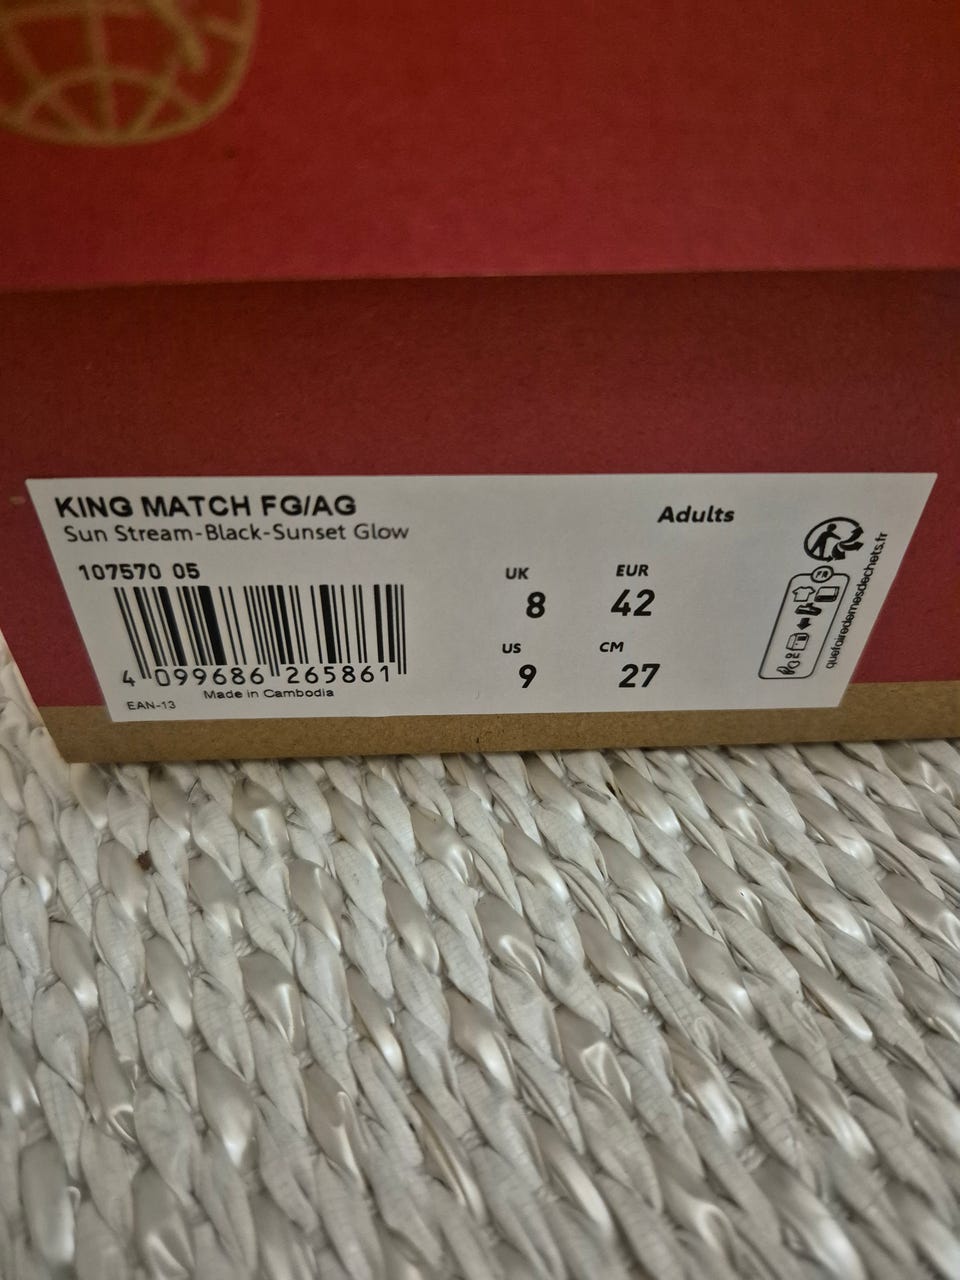 KING MATCH FG/AG
Sun Stream-Black-Sunset Glow
Adults
107570 05
UK
8
EUR
42
US
9
CM
27
4 099686 265861
Made in Cambodia
EAN-13
FR
quefairedemesdechets.fr